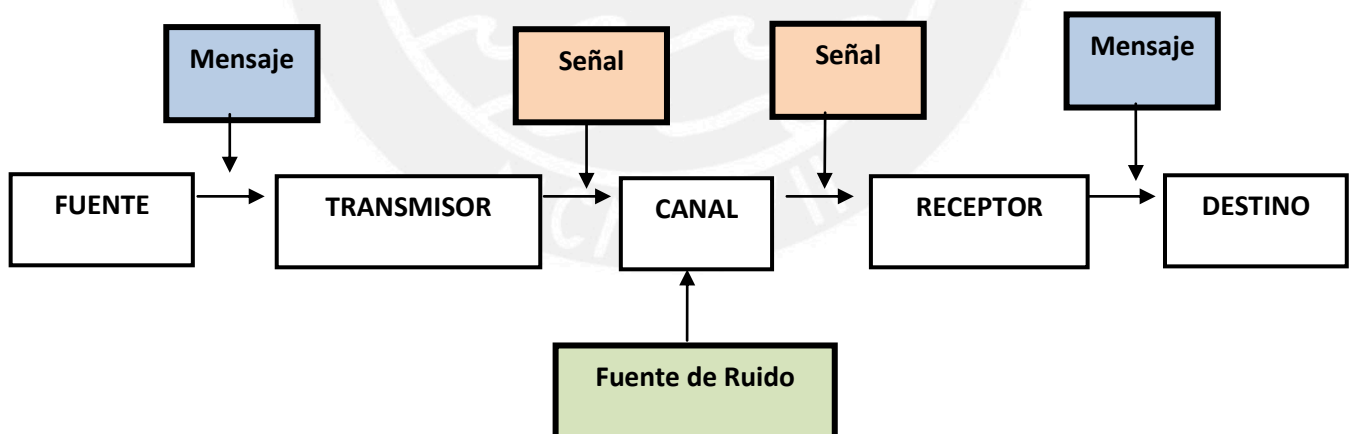 Mensaje
Señal
Señal
Mensaje
FUENTE
TRANSMISOR
CANAL
RECEPTOR
DESTINO
Fuente de Ruido